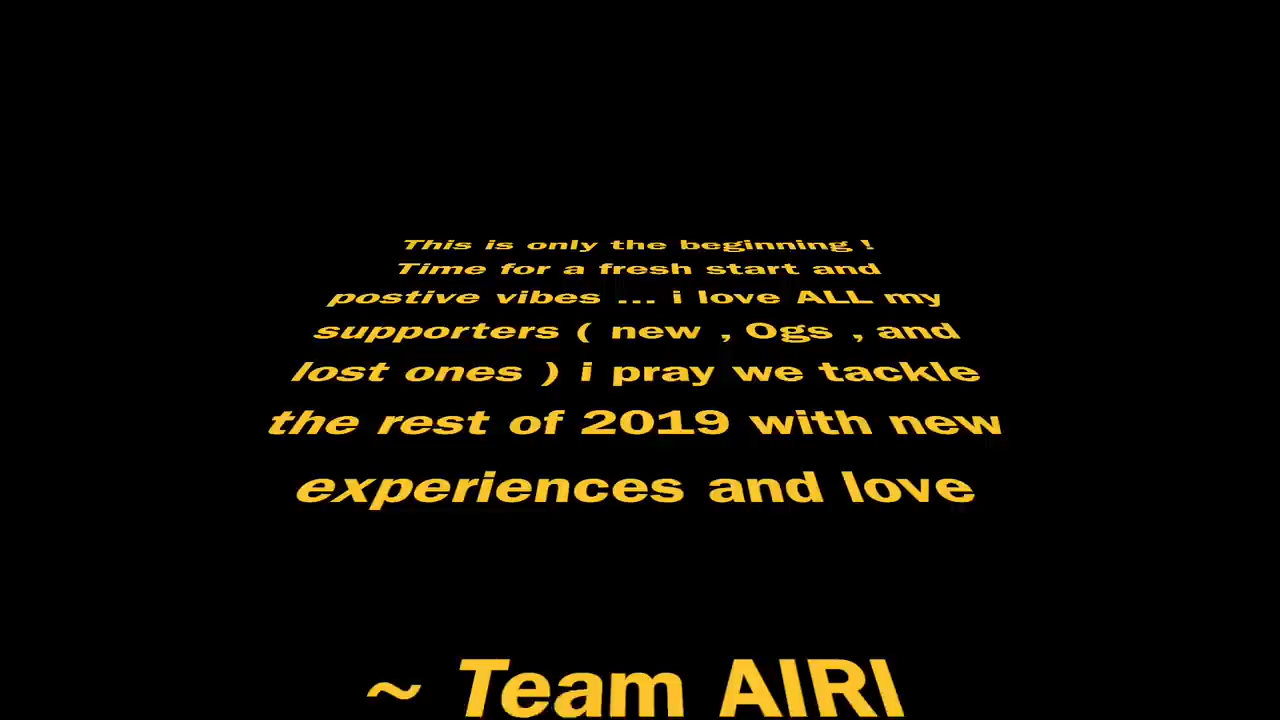 This is only the beginning !
Time for a fresh start and
postive vibes ... i love ALL my
supporters ( new , Ogs , and
lost ones ) i pray we tackle
the rest of 2019 with new
experiences and love
~ Team AIRI